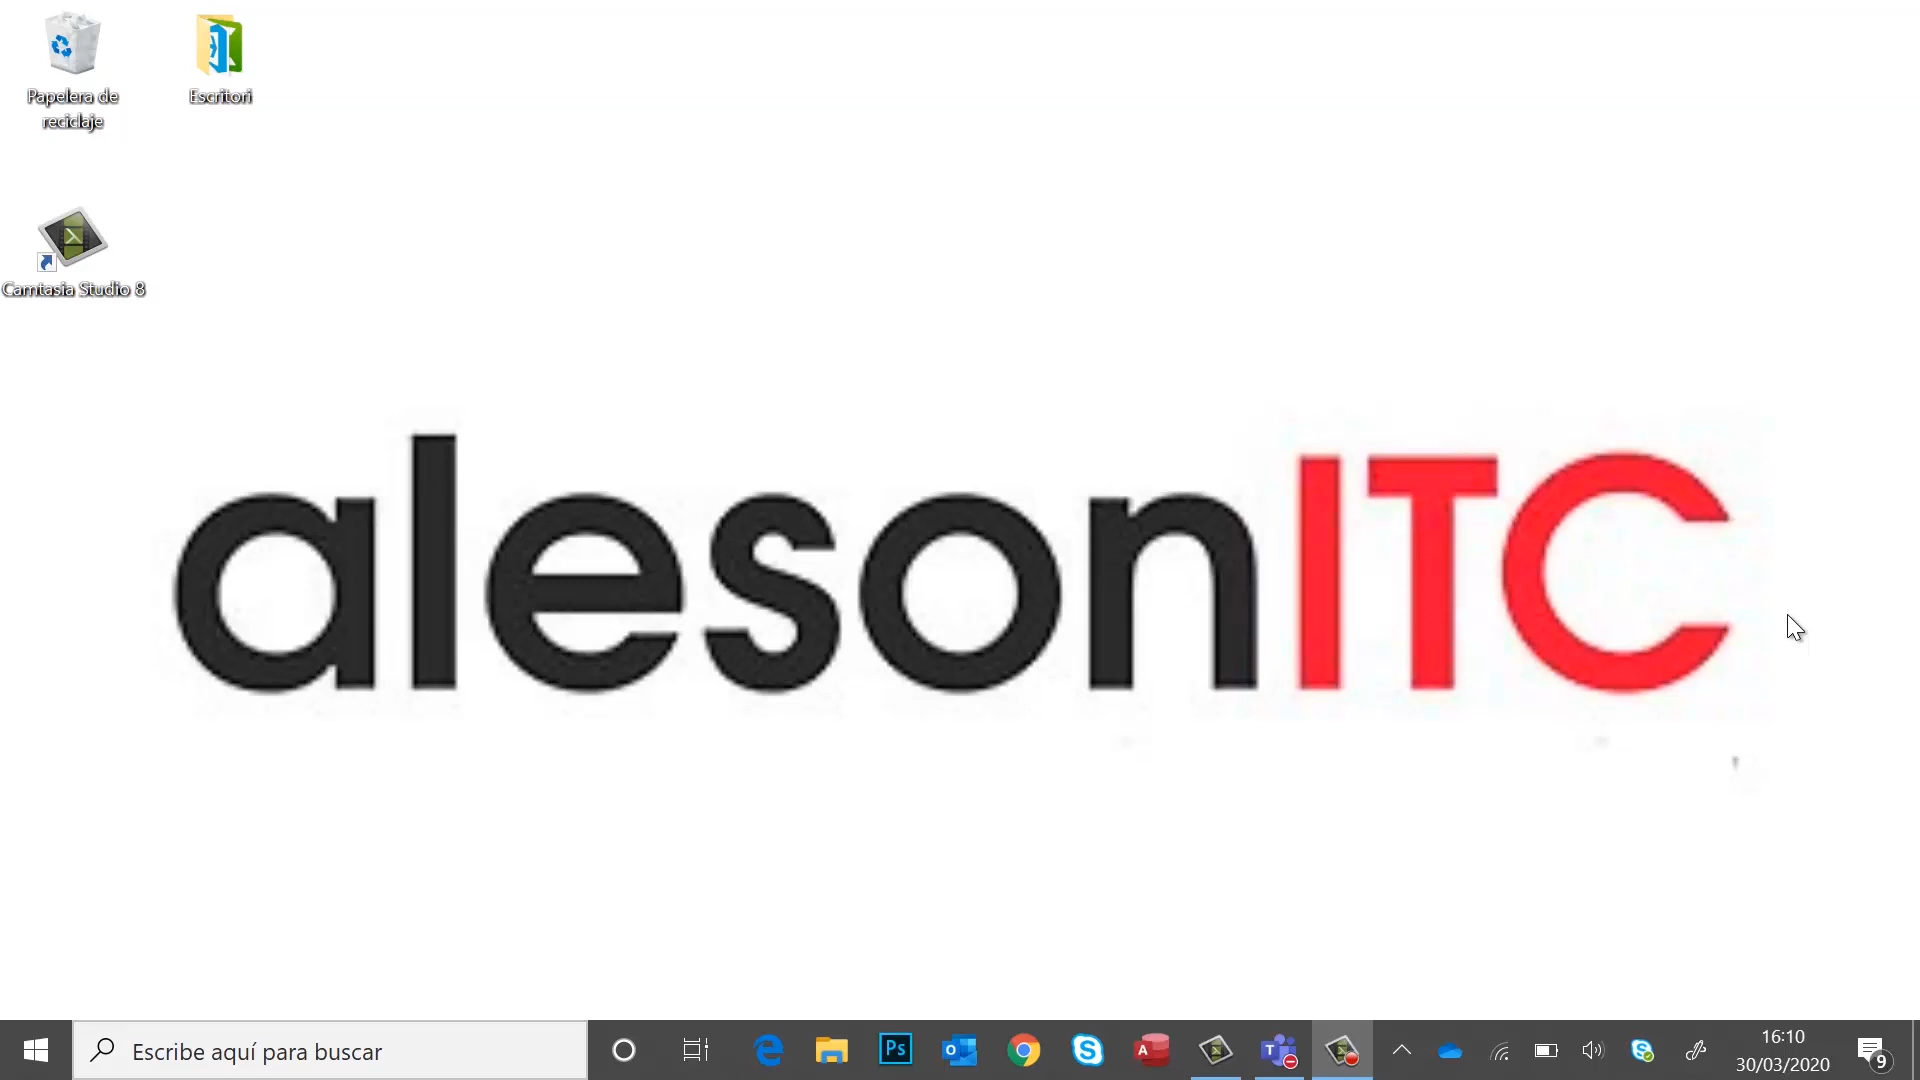 Papelera de
reciclaje
Escritori
Camtasia Studio 8
alesonITC
Escribe aquí para buscar
16:10
30/03/2020
9